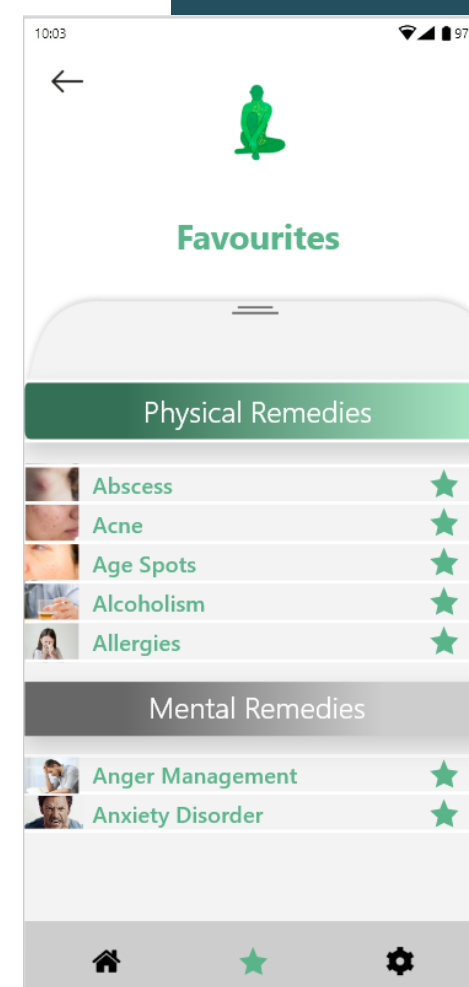 10:03
97
Favourites
Physical Remedies
Abscess
Acne
Age Spots
Alcoholism
Allergies
Mental Remedies
Anger Management
Anxiety Disorder